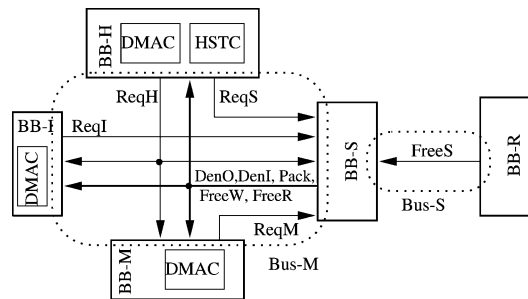 BB-H
DMAC
HSTC
ReqH
ReqS
BB-I
ReqI
DMAC
BB-S
FreeS
BB-R
DenO,DenI, Pack,
FreeW, FreeR
Bus-S
ReqM
BB-M
DMAC
Bus-M